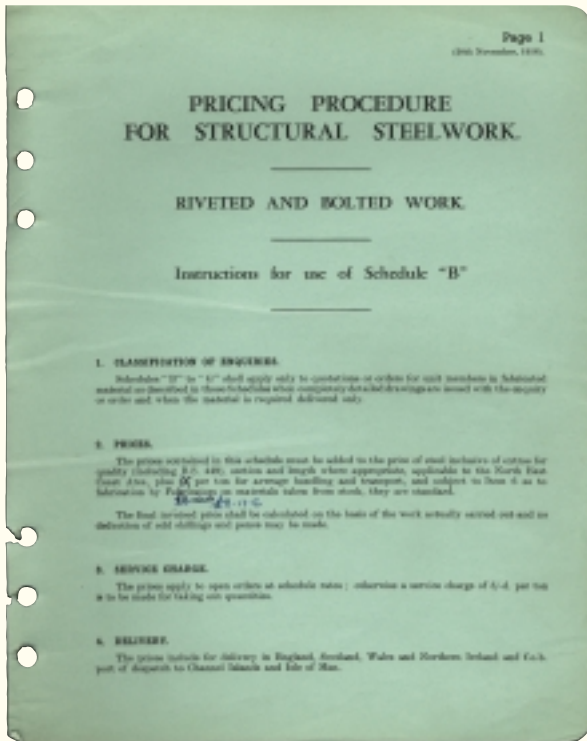 Page 1
PRICING PROCEDURE
FOR STRUCTURAL STEELWORK.
RIVETED AND BOLTED WORK.
Instructions for use of Schedule "B"
1. CLASSIFICATION OF ENQUIRIES.
Schedules "B" to "G" shall apply only to quotations or orders for unit members in fabricated
material as described in these Schedules when completely detailed drawings are issued with the enquiry
or order and when the material is required delivered only.
2. PRICES.
The prices contained in this schedule must be added to the price of steel inclusive of extras for
quality (including B.S. 449), section and length where appropriate, applicable to the North East
Coast Area, plus per ton for average handling and transport, and subject to Item 6 as to
fabrication by on materials taken from stock, they are standard.
The final invoiced price shall be calculated on the basis of the work actually carried out and no
deduction of odd shillings and pence may be made.
3. SERVICE CHARGE.
The prices apply to open orders at schedule rates; otherwise a service charge of per ton
is to be made for taking out quantities.
4. DELIVERY.
The prices include for delivery in England, Scotland, Wales and Northern Ireland and f.o.b.
port of despatch to Channel Islands and Isle of Man.